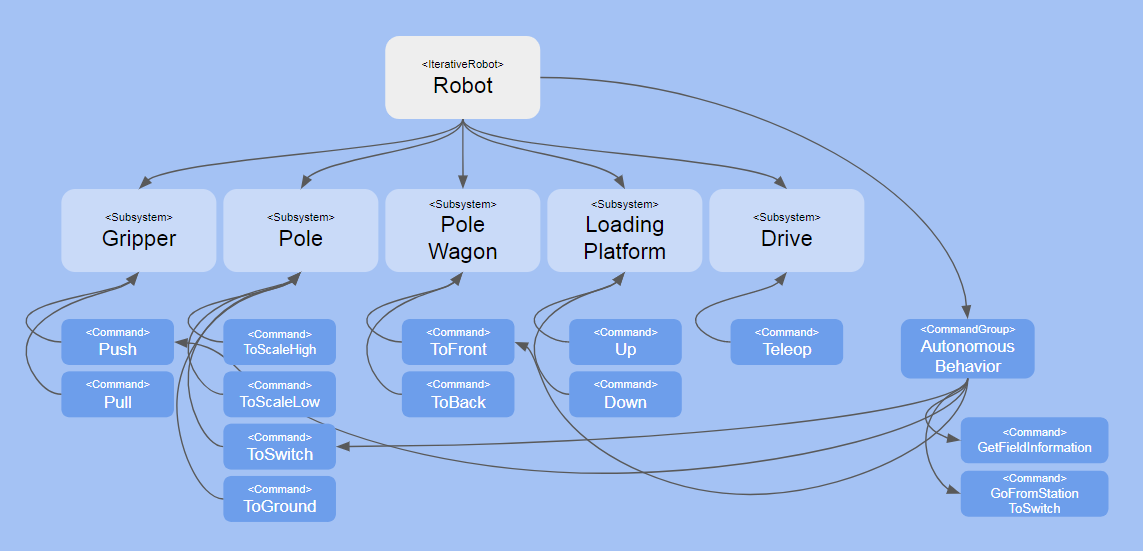 <IterativeRobot>
Robot
<Subsystem>
Gripper
<Subsystem>
Pole
<Subsystem>
Pole
Wagon
<Subsystem>
Loading
Platform
<Subsystem>
Drive
<Command>
Push
<Command>
Pull
<Command>
ToScaleHigh
<Command>
ToScaleLow
<Command>
ToSwitch
<Command>
ToGround
<Command>
ToFront
<Command>
ToBack
<Command>
Up
<Command>
Down
<Command>
Teleop
<CommandGroup>
Autonomous
Behavior
<Command>
GetFieldInformation
<Command>
GoFromStation
ToSwitch